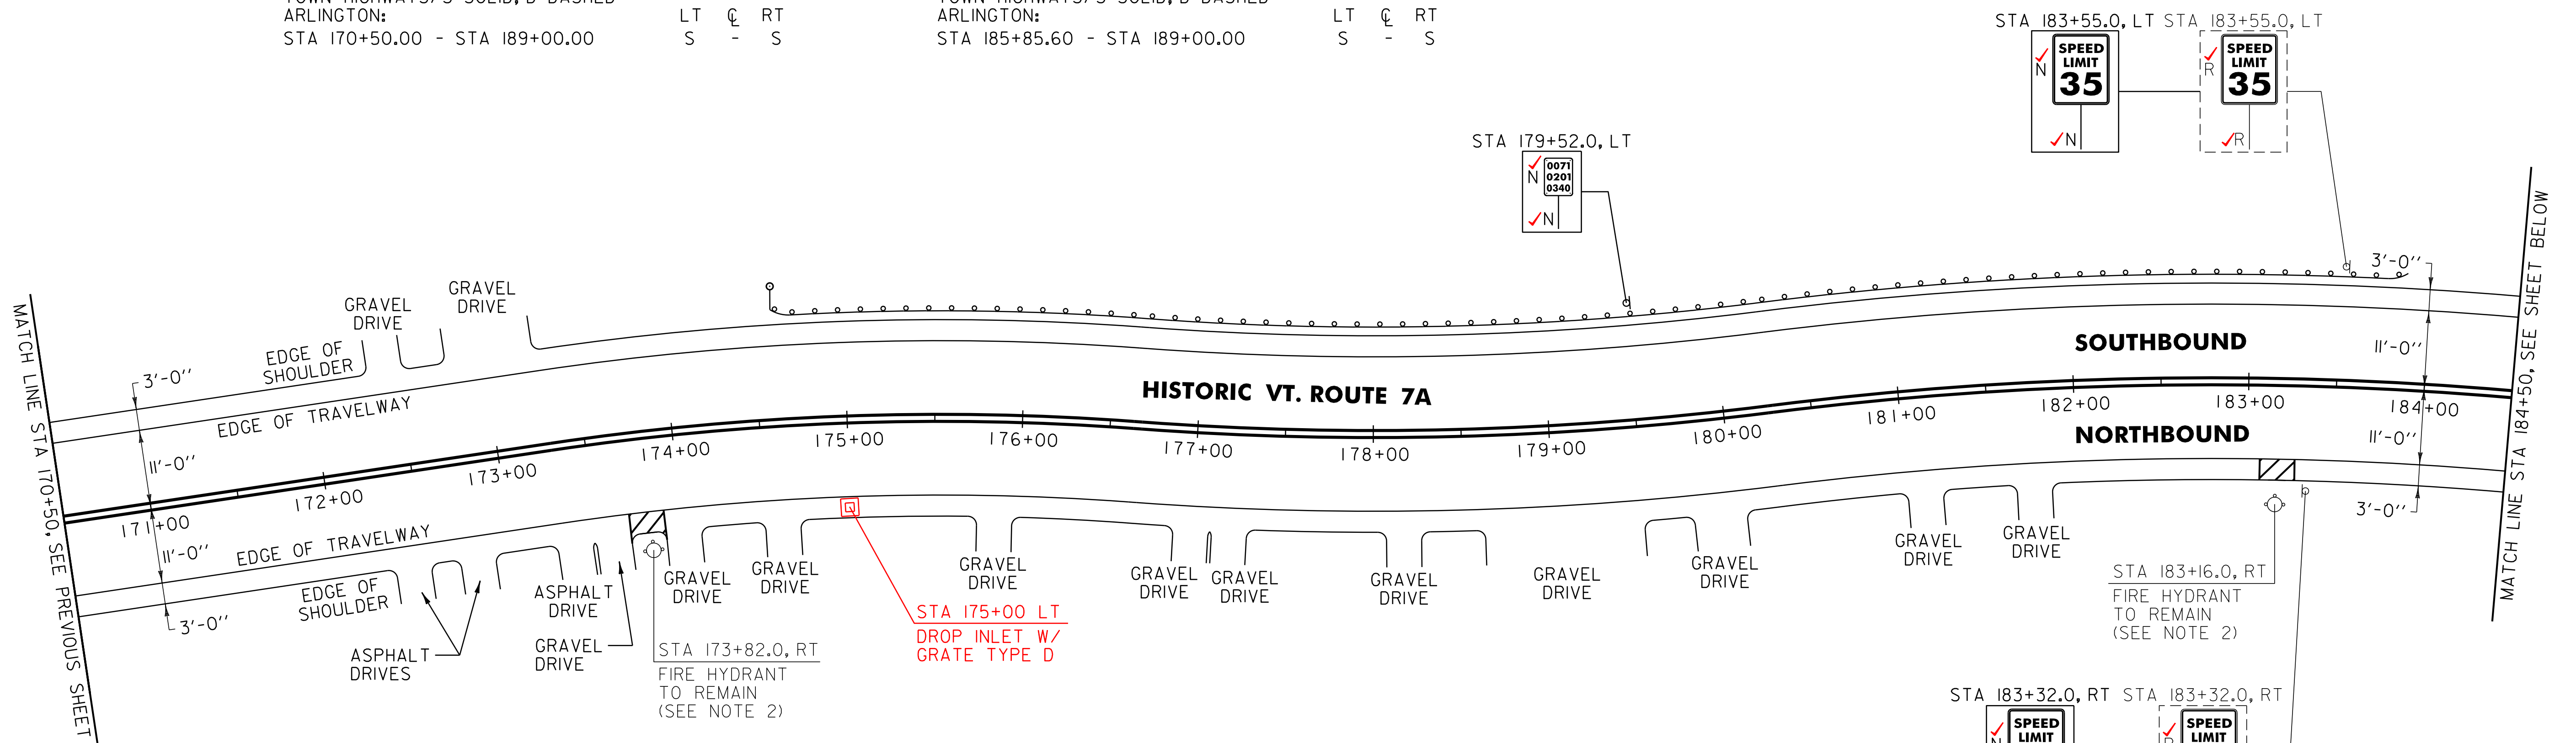 ARLINGTON:
LT ℄ RT
STA 170+50.00 - STA 189+00.00
S - S
ARLINGTON:
LT ℄ RT
STA 185+85.60 - STA 189+00.00
S - S
STA 183+55.0, LT
STA 183+55.0, LT
N
SPEED
LIMIT
35
N
R
SPEED
LIMIT
35
R
STA 179+52.0, LT
N
0071
0201
0340
N
MATCH LINE STA 170+50, SEE PREVIOUS SHEET
MATCH LINE STA 184+50, SEE SHEET BELOW
GRAVEL
DRIVE
GRAVEL
DRIVE
EDGE OF
SHOULDER
3'-0''
EDGE OF TRAVELWAY
11'-0''
3'-0''
11'-0''
SOUTHBOUND
HISTORIC VT. ROUTE 7A
171+00
172+00
173+00
174+00
175+00
176+00
177+00
178+00
179+00
180+00
181+00
182+00
183+00
184+00
NORTHBOUND
11'-0''
3'-0''
11'-0''
3'-0''
EDGE OF TRAVELWAY
EDGE OF
SHOULDER
ASPHALT
DRIVES
ASPHALT
DRIVE
GRAVEL
DRIVE
GRAVEL
DRIVE
GRAVEL
DRIVE
GRAVEL
DRIVE
GRAVEL
DRIVE
GRAVEL
DRIVE
GRAVEL
DRIVE
GRAVEL
DRIVE
GRAVEL
DRIVE
GRAVEL
DRIVE
GRAVEL
DRIVE
STA 173+82.0, RT
FIRE HYDRANT
TO REMAIN
(SEE NOTE 2)
STA 175+00 LT
DROP INLET W/
GRATE TYPE D
STA 183+16.0, RT
FIRE HYDRANT
TO REMAIN
(SEE NOTE 2)
STA 183+32.0, RT
STA 183+32.0, RT
N
SPEED
LIMIT
R
SPEED
LIMIT